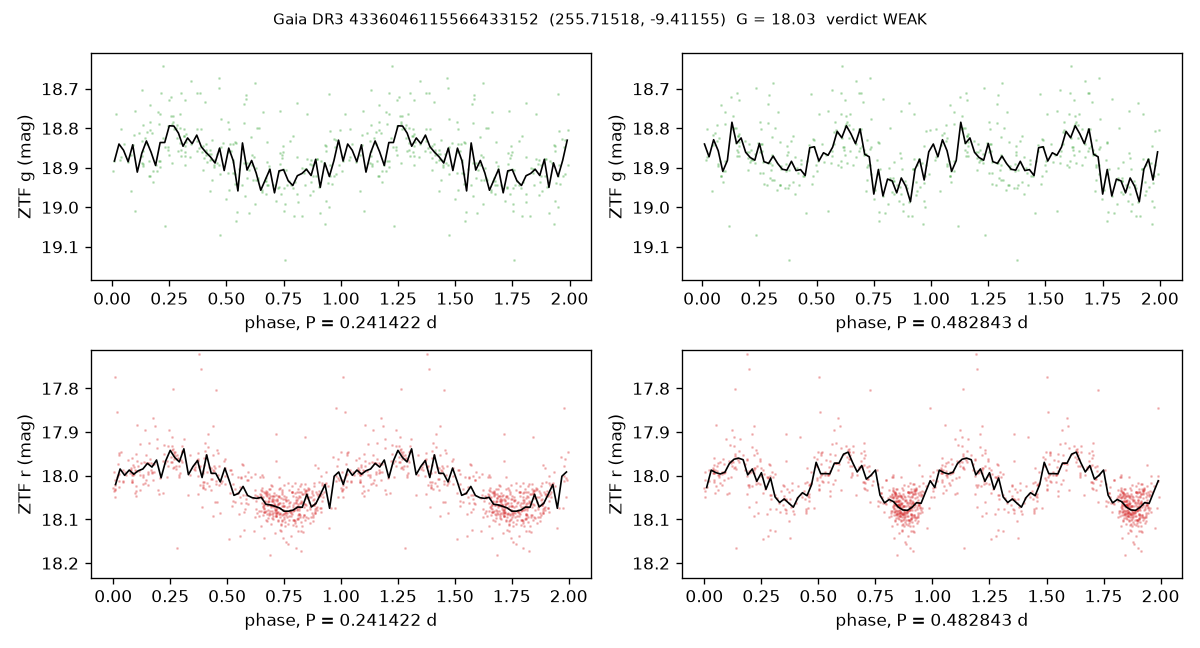 Gaia DR3 4336046115566433152  (255.71518, -9.41155)  G = 18.03  verdict WEAK
ZTF g (mag)
18.7
18.8
18.9
19.0
19.1
0.00 0.25 0.50 0.75 1.00 1.25 1.50 1.75 2.00
phase, P = 0.241422 d
ZTF g (mag)
18.7
18.8
18.9
19.0
19.1
0.00 0.25 0.50 0.75 1.00 1.25 1.50 1.75 2.00
phase, P = 0.482843 d
ZTF r (mag)
17.8
17.9
18.0
18.1
18.2
0.00 0.25 0.50 0.75 1.00 1.25 1.50 1.75 2.00
phase, P = 0.241422 d
ZTF r (mag)
17.8
17.9
18.0
18.1
18.2
0.00 0.25 0.50 0.75 1.00 1.25 1.50 1.75 2.00
phase, P = 0.482843 d